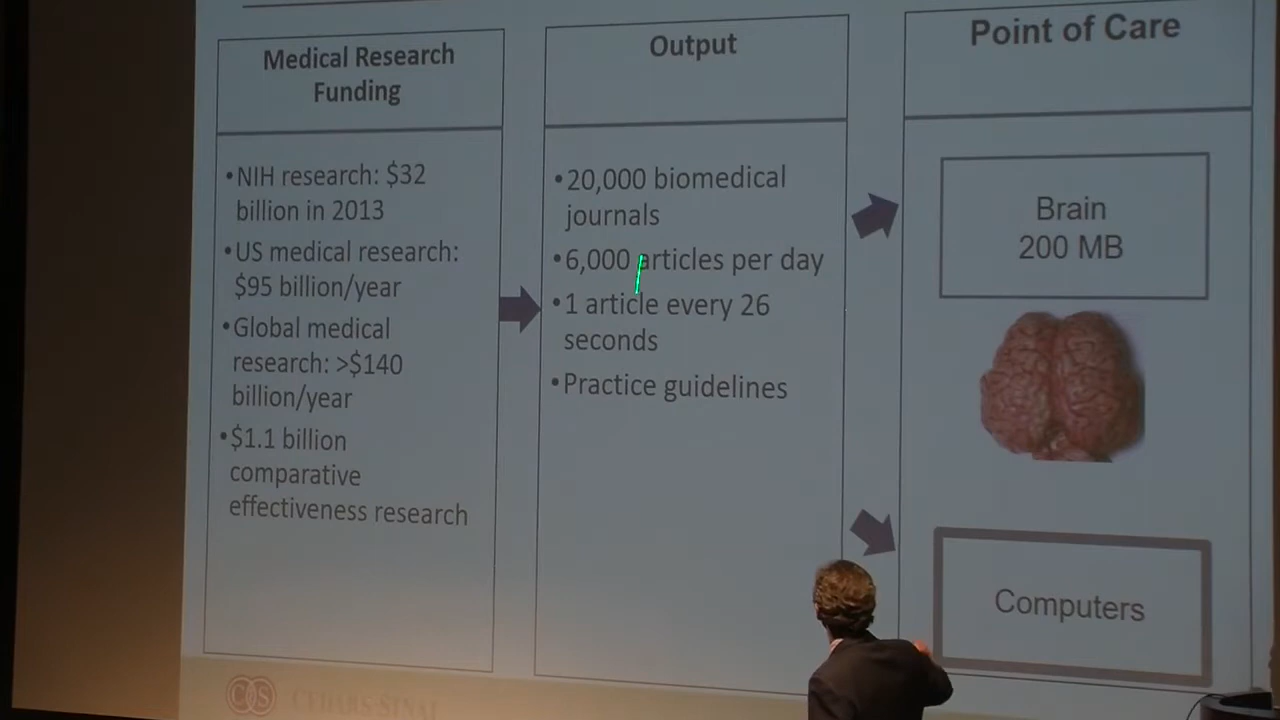 Medical Research
Funding
•NIH research: $32
billion in 2013
•US medical research:
$95 billion/year
•Global medical
research: >$140
billion/year
•$1.1 billion
comparative
effectiveness research
Output
•20,000 biomedical
journals
•6,000 articles per day
•1 article every 26
seconds
•Practice guidelines
Point of Care
Brain
200 MB
Computers
CEDARS-SINAI